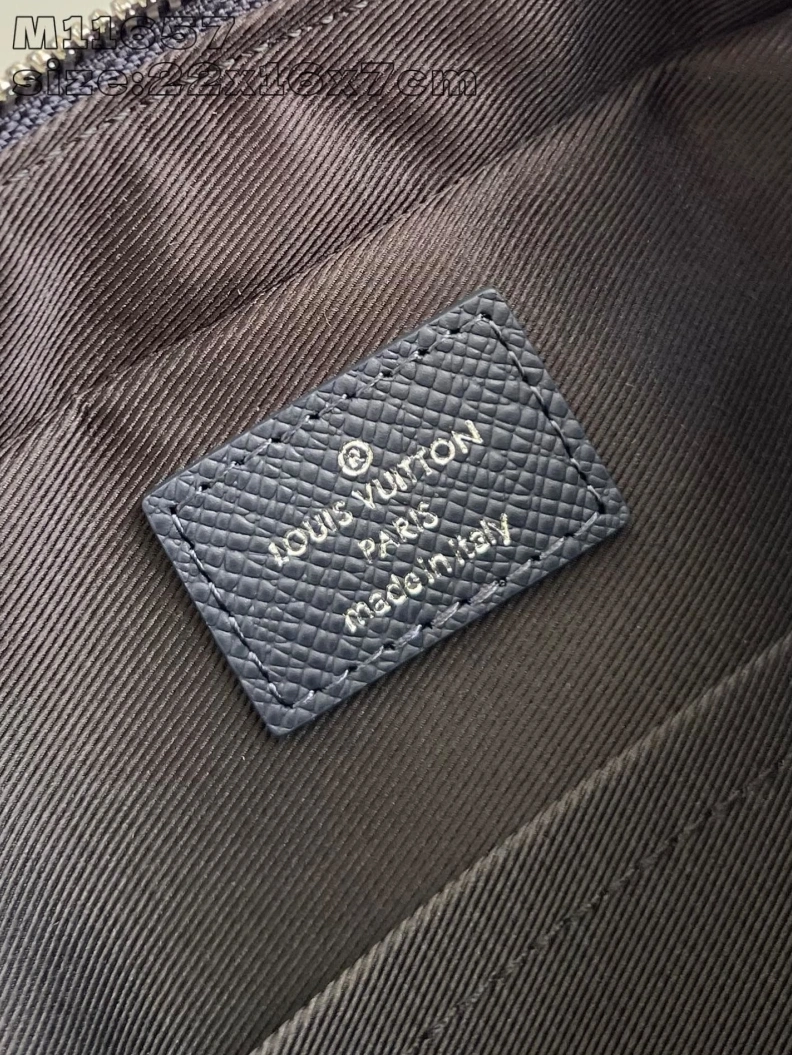 M11657
size:22x16x7cm
®
LOUIS VUITTON
PARIS
made in italy